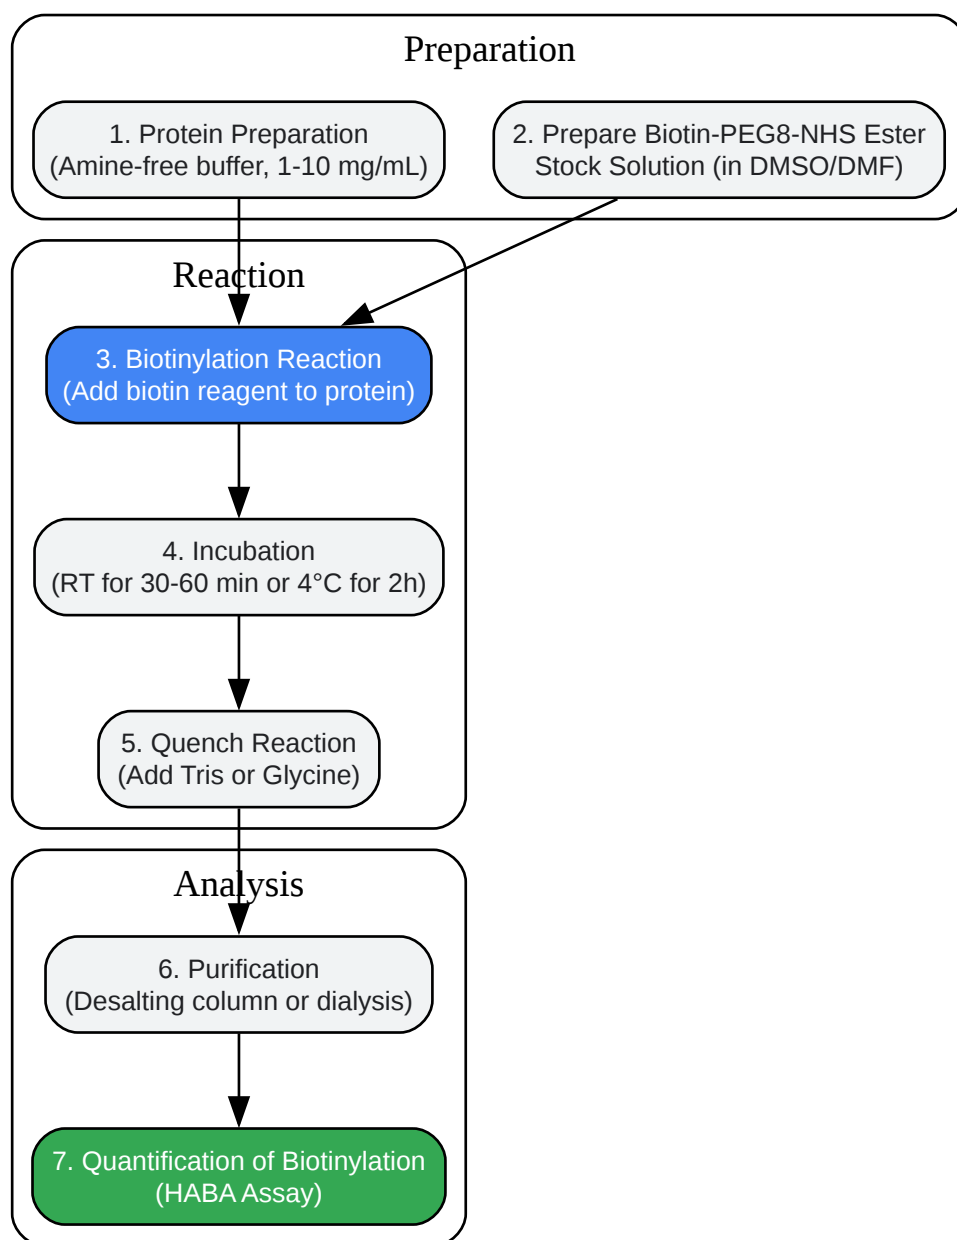 Preparation
1. Protein Preparation
(Amine-free buffer, 1-10 mg/mL)
2. Prepare Biotin-PEG8-NHS Ester
Stock Solution (in DMSO/DMF)
Reaction
3. Biotinylation Reaction
(Add biotin reagent to protein)
4. Incubation
(RT for 30-60 min or 4°C for 2h)
5. Quench Reaction
(Add Tris or Glycine)
Analysis
6. Purification
(Desalting column or dialysis)
7. Quantification of Biotinylation
(HABA Assay)